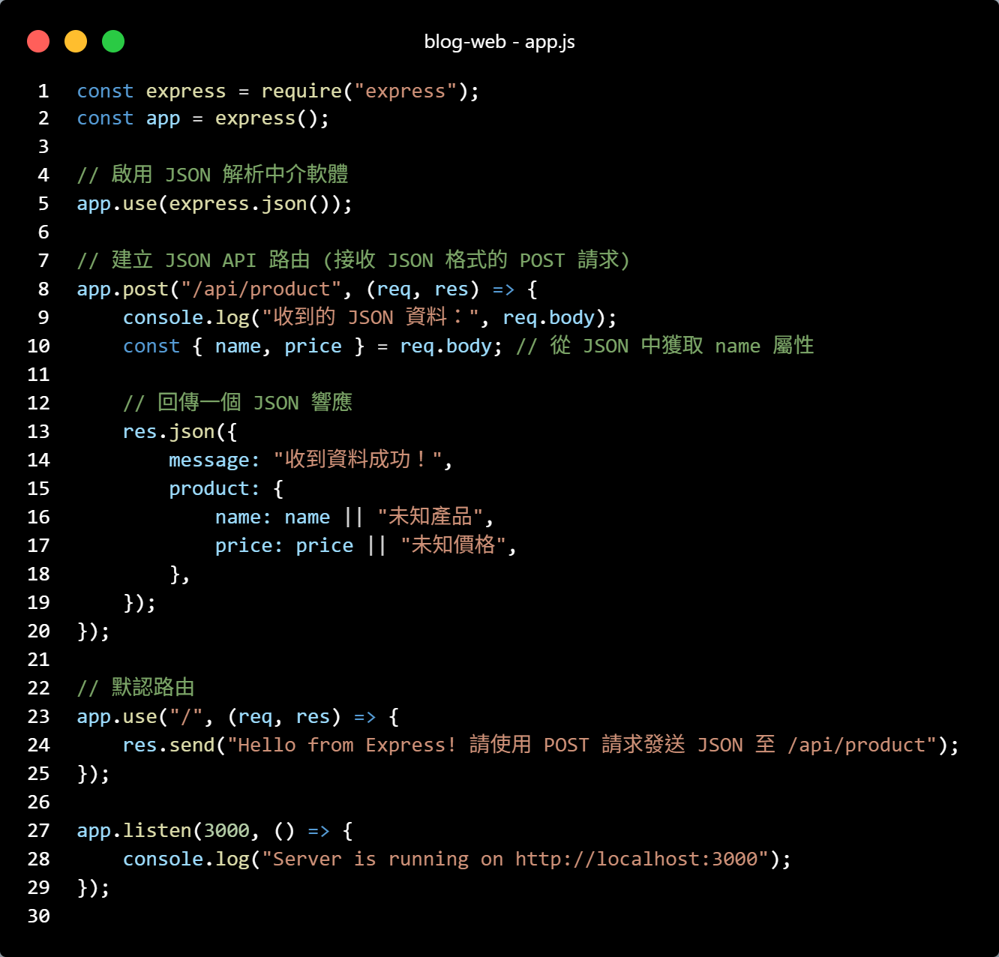 blog-web - app.js
1 const express = require("express");
2 const app = express();
3
4 // 啟用 JSON 解析中介軟體
5 app.use(express.json());
6
7 // 建立 JSON API 路由 (接收 JSON 格式的 POST 請求)
8 app.post("/api/product", (req, res) => {
9     console.log("收到的 JSON 資料：", req.body);
10     const { name, price } = req.body; // 從 JSON 中獲取 name 屬性
11
12     // 回傳一個 JSON 響應
13     res.json({
14         message: "收到資料成功！",
15         product: {
16             name: name || "未知產品",
17             price: price || "未知價格",
18         },
19     });
20 });
21
22 // 默認路由
23 app.use("/", (req, res) => {
24     res.send("Hello from Express! 請使用 POST 請求發送 JSON 至 /api/product");
25 });
26
27 app.listen(3000, () => {
28     console.log("Server is running on http://localhost:3000");
29 });
30